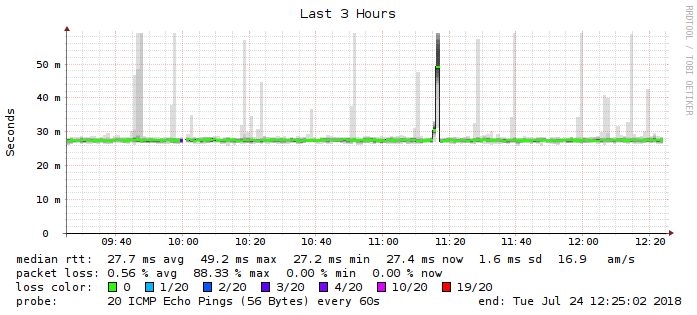 Last 3 Hours
RRDTOOL / TOBI OETIKER
Seconds
50 m
40 m
30 m
20 m
10 m
0
09:40 10:00 10:20 10:40 11:00 11:20 11:40 12:00 12:20
median rtt: 27.7 ms avg 49.2 ms max 27.2 ms min 27.4 ms now 1.6 ms sd 16.9 am/s
packet loss: 0.56 % avg 88.33 % max 0.00 % min 0.00 % now
loss color: 0 1/20 2/20 3/20 4/20 10/20 19/20
probe: 20 ICMP Echo Pings (56 Bytes) every 60s end: Tue Jul 24 12:25:02 2018